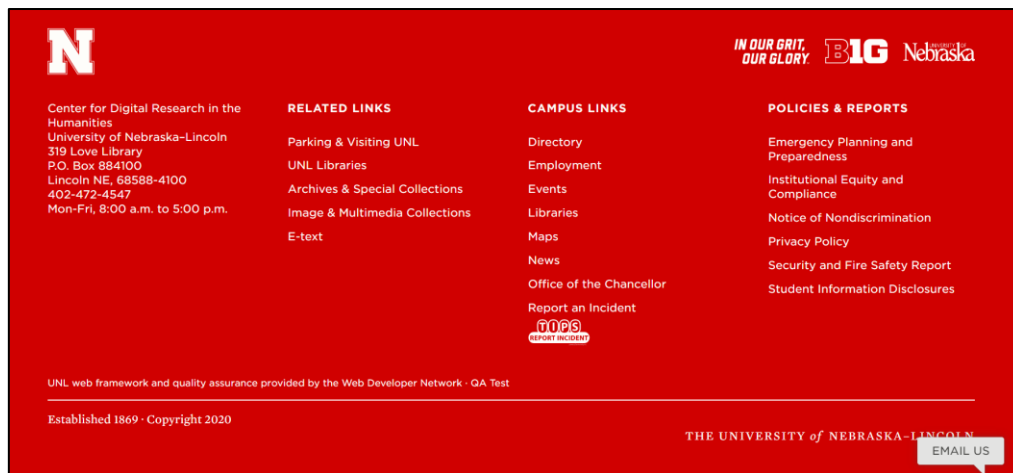 N
IN OUR GRIT,
OUR GLORY.
B1G
UNIVERSITY OF
Nebraska
Center for Digital Research in the
Humanities
University of Nebraska–Lincoln
319 Love Library
P.O. Box 884100
Lincoln NE, 68588-4100
402-472-4547
Mon-Fri, 8:00 a.m. to 5:00 p.m.
RELATED LINKS
Parking & Visiting UNL
UNL Libraries
Archives & Special Collections
Image & Multimedia Collections
E-text
CAMPUS LINKS
Directory
Employment
Events
Libraries
Maps
News
Office of the Chancellor
Report an Incident
TIPS
REPORT INCIDENT
POLICIES & REPORTS
Emergency Planning and
Preparedness
Institutional Equity and
Compliance
Notice of Nondiscrimination
Privacy Policy
Security and Fire Safety Report
Student Information Disclosures
UNL web framework and quality assurance provided by the Web Developer Network · QA Test
Established 1869 · Copyright 2020
THE UNIVERSITY of NEBRASKA–LINCOLN
EMAIL US